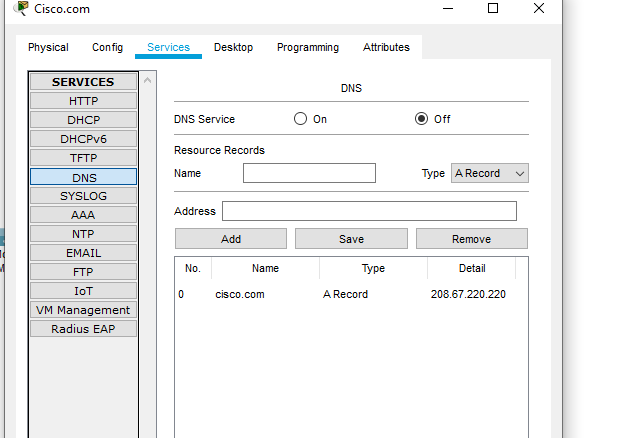 Cisco.com
Physical Config Services Desktop Programming Attributes
SERVICES
HTTP
DHCP
DHCPv6
TFTP
DNS
SYSLOG
AAA
NTP
EMAIL
FTP
IoT
VM Management
Radius EAP
DNS
DNS Service On Off
Resource Records
Name Type A Record
Address
Add Save Remove
No. Name Type Detail
0 cisco.com A Record 208.67.220.220